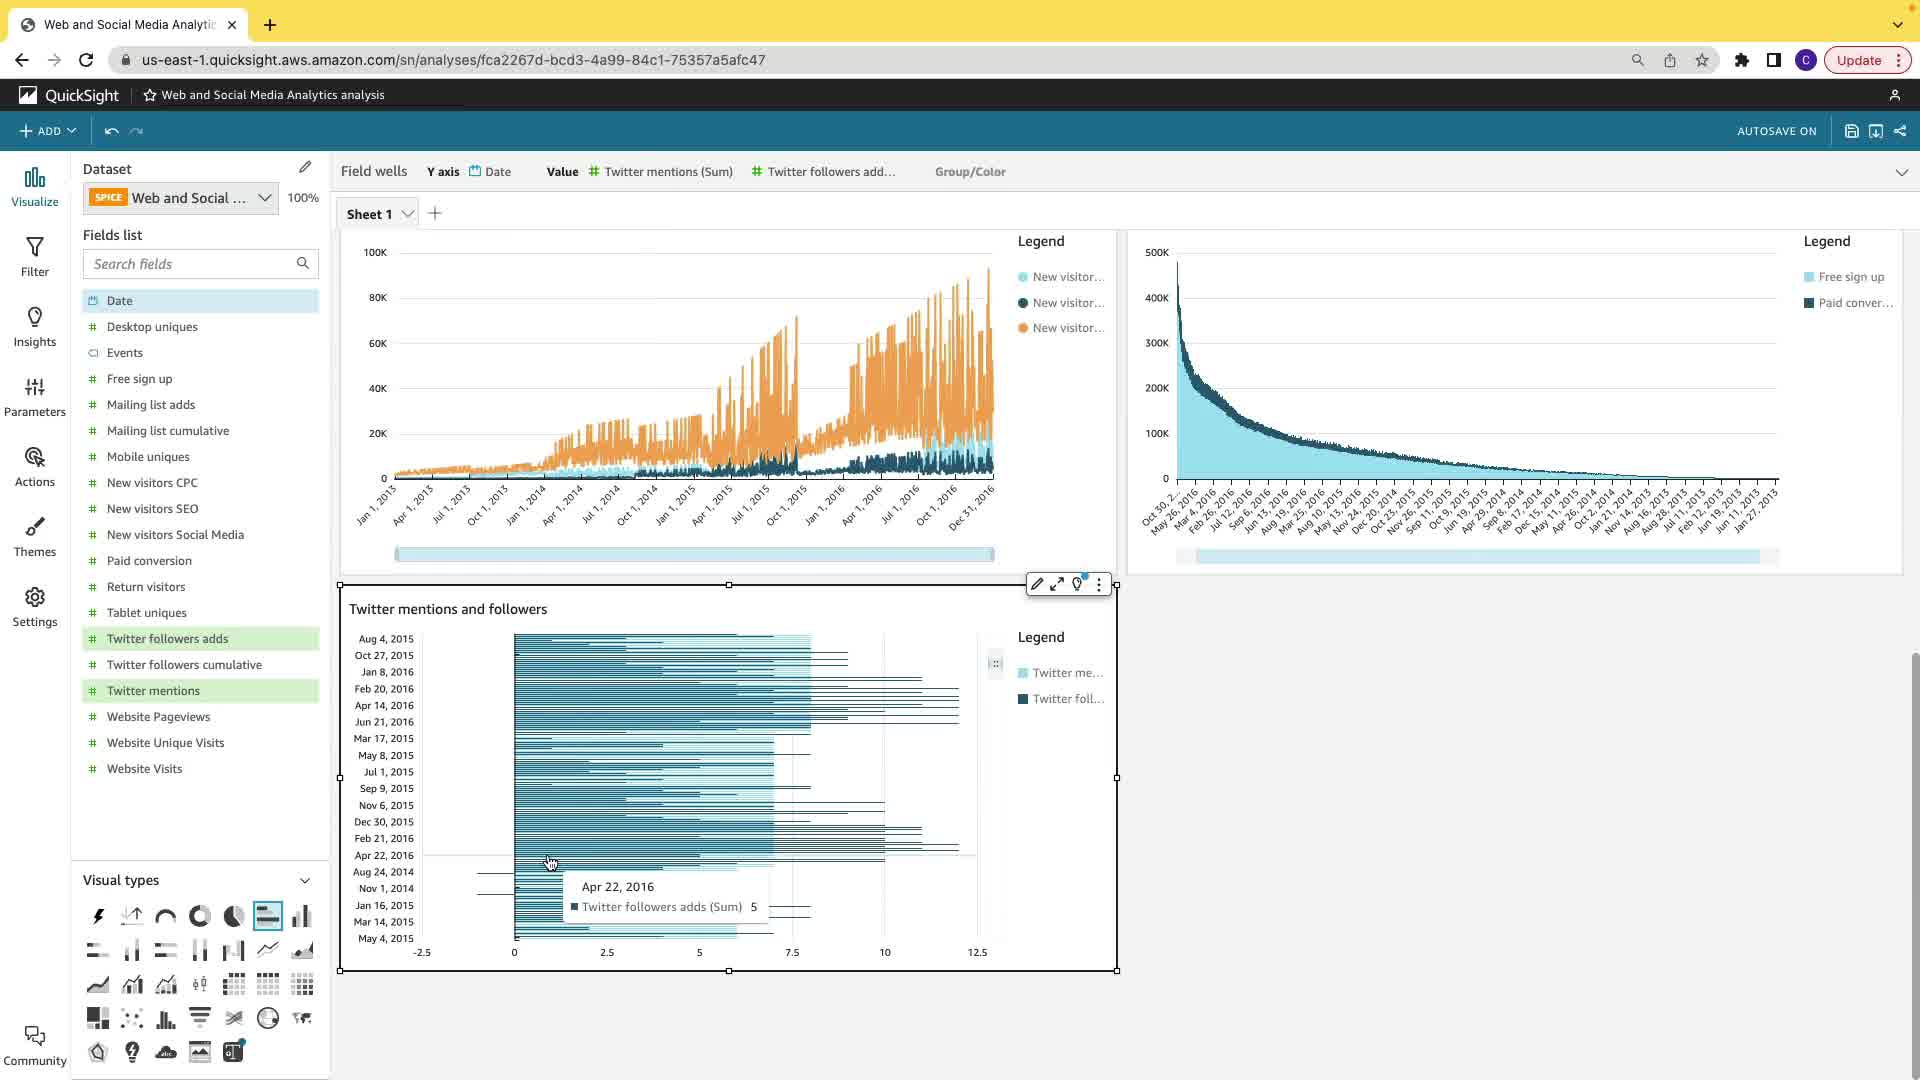 Web and Social Media Analytic
us-east-1.quicksight.aws.amazon.com/sn/analyses/fca2267d-bcd3-4a99-84c1-75357a5afc47
C
Update
QuickSight
Web and Social Media Analytics analysis
ADD
AUTOSAVE ON
Visualize
Filter
Insights
Parameters
Actions
Themes
Settings
Community
Dataset
SPICE Web and Social ... 100%
Fields list
Search fields
Date
Desktop uniques
Events
Free sign up
Mailing list adds
Mailing list cumulative
Mobile uniques
New visitors CPC
New visitors SEO
New visitors Social Media
Paid conversion
Return visitors
Tablet uniques
Twitter followers adds
Twitter followers cumulative
Twitter mentions
Website Pageviews
Website Unique Visits
Website Visits
Visual types
Field wells Y axis Date Value Twitter mentions (Sum) Twitter followers add... Group/Color
Sheet 1
100K
80K
60K
40K
20K
0
Jan 1, 2013
Apr 1, 2013
Jul 1, 2013
Oct 1, 2013
Jan 1, 2014
Apr 1, 2014
Jul 1, 2014
Oct 1, 2014
Jan 1, 2015
Apr 1, 2015
Jul 1, 2015
Oct 1, 2015
Jan 1, 2016
Apr 1, 2016
Jul 1, 2016
Oct 1, 2016
Dec 31, 2016
Legend
New visitor...
New visitor...
New visitor...
500K
400K
300K
200K
100K
0
Oct 30, 2...
May 26, 2016
Mar 4, 2016
Feb 26, 2016
Jul 12, 2016
Sep 6, 2016
Jun 13, 2016
Aug 19, 2016
Mar 25, 2016
Aug 10, 2015
May 13, 2016
Nov 24, 2015
Dec 20, 2014
Oct 23, 2015
Nov 26, 2015
Sep 11, 2015
Oct 9, 2015
Jun 19, 2015
Apr 29, 2014
Sep 8, 2014
Feb 17, 2014
Dec 15, 2014
May 11, 2015
Apr 26, 2014
Oct 2, 2014
Jan 21, 2014
Nov 14, 2013
Aug 16, 2013
Aug 28, 2013
Jul 11, 2013
Feb 12, 2013
Jun 19, 2013
Jun 11, 2013
Jan 27, 2013
Legend
Free sign up
Paid conver...
Twitter mentions and followers
Aug 4, 2015
Oct 27, 2015
Jan 8, 2016
Feb 20, 2016
Apr 14, 2016
Jun 21, 2016
Mar 17, 2015
May 8, 2015
Jul 1, 2015
Sep 9, 2015
Nov 6, 2015
Dec 30, 2015
Feb 21, 2016
Apr 22, 2016
Aug 24, 2014
Nov 1, 2014
Jan 16, 2015
Mar 14, 2015
May 4, 2015
-2.5 0 2.5 5 7.5 10 12.5
Apr 22, 2016
Twitter followers adds (Sum) 5
Legend
Twitter me...
Twitter foll...